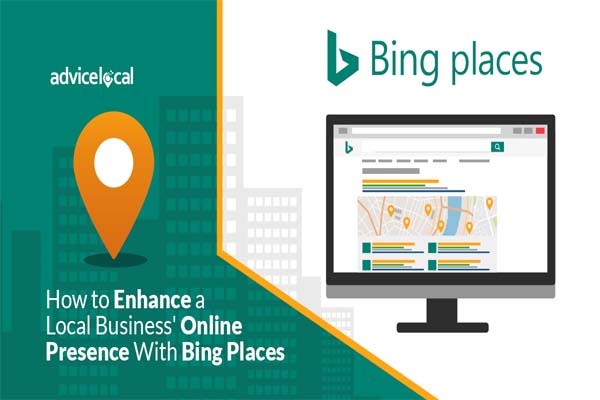 advicelocal
How to Enhance a
Local Business' Online
Presence With Bing Places
Bing places